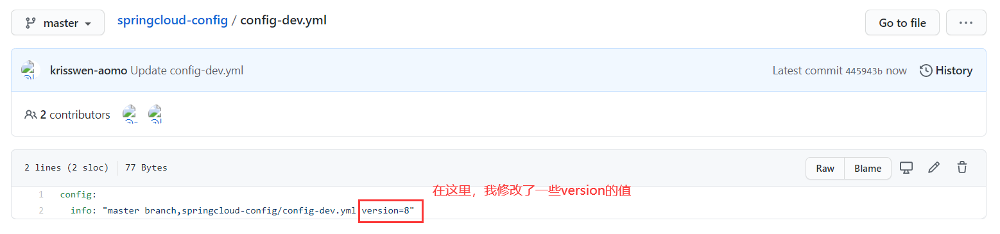 master
springcloud-config / config-dev.yml
Go to file
...
krisswen-aomo Update config-dev.yml
Latest commit 445943b now
History
2 contributors
2 lines (2 sloc) 77 Bytes
Raw
Blame
1 config:
在这里，我修改了一些version的值
2 info: "master branch,springcloud-config/config-dev.yml version=8"